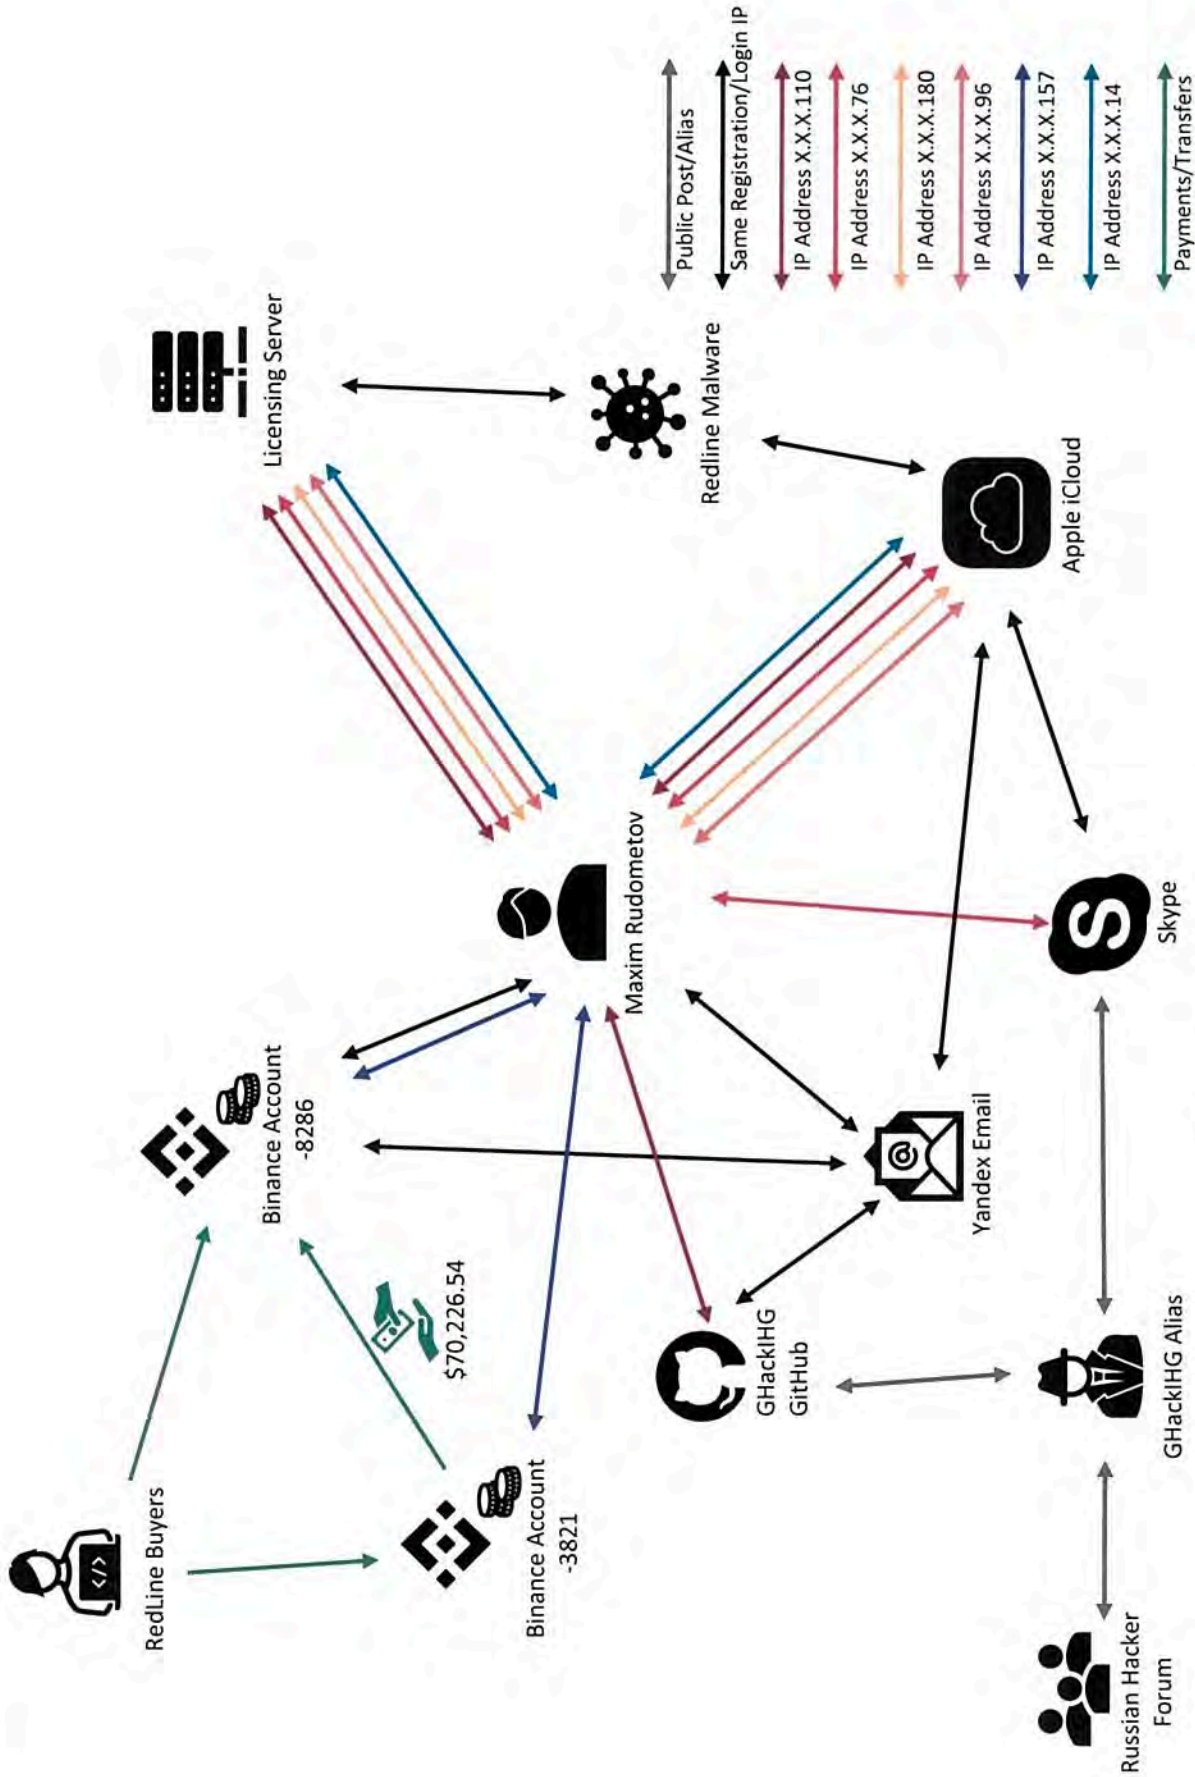 RedLine Buyers
Binance Account
-8286
Licensing Server
$70,226.54
Binance Account
-3821
Maxim Rudometov
Redline Malware
GHackIHG
GitHub
Yandex Email
Apple iCloud
Russian Hacker
Forum
GHackIHG Alias
Skype
Public Post/Alias
Same Registration/Login IP
IP Address X.X.X.110
IP Address X.X.X.76
IP Address X.X.X.180
IP Address X.X.X.96
IP Address X.X.X.157
IP Address X.X.X.14
Payments/Transfers